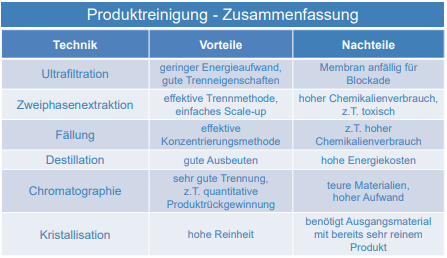 Produktreinigung - Zusammenfassung
Technik Vorteile Nachteile
Ultrafiltration
geringer Energieaufwand,
gute Trenneigenschaften
Membran anfällig für
Blockade
Zweiphasenextraktion
effektive Trennmethode,
einfaches Scale-up
hoher Chemikalienverbrauch,
z.T. toxisch
Fällung
effektive
Konzentrierungsmethode
z.T. hoher
Chemikalienverbrauch
Destillation
gute Ausbeuten
hohe Energiekosten
Chromatographie
sehr gute Trennung,
z.T. quantitative
Produktrückgewinnung
teure Materialien,
hoher Aufwand
Kristallisation
hohe Reinheit
benötigt Ausgangsmaterial
mit bereits sehr reinem
Produkt